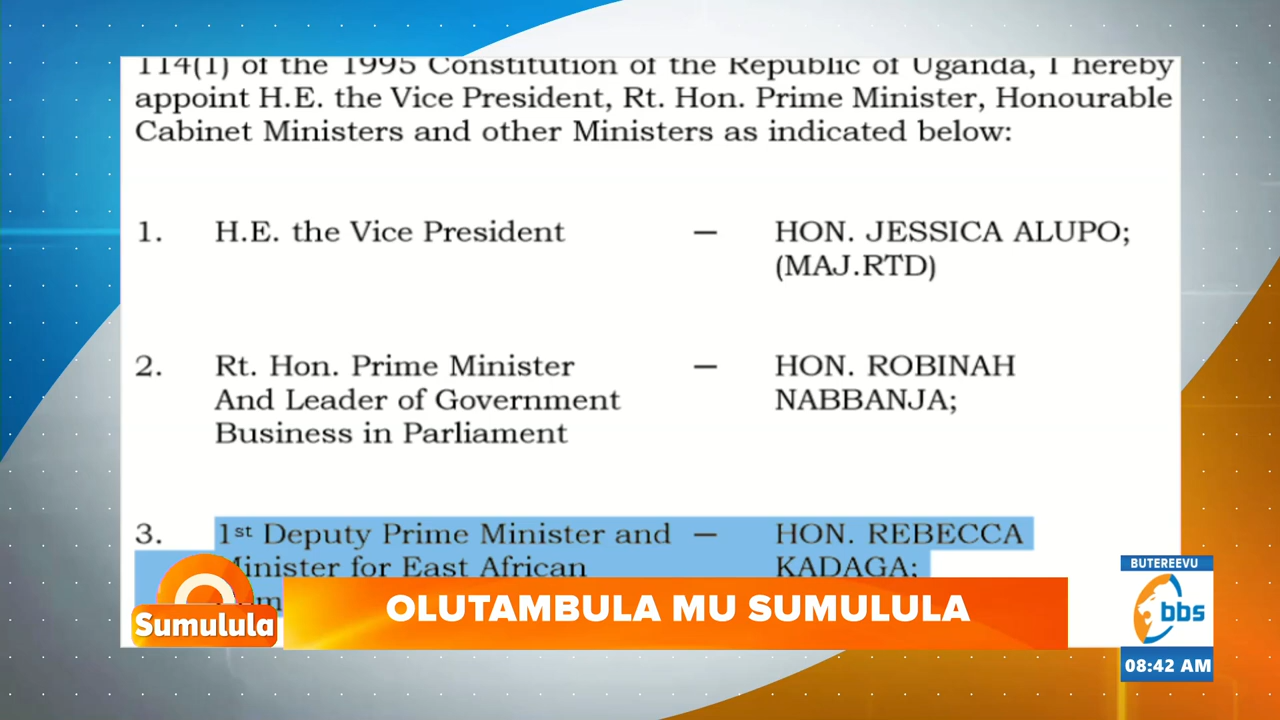 114(1) of the 1995 Constitution of the Republic of Uganda, I hereby
appoint H.E. the Vice President, Rt. Hon. Prime Minister, Honourable
Cabinet Ministers and other Ministers as indicated below:
1. H.E. the Vice President – HON. JESSICA ALUPO;
(MAJ.RTD)
2. Rt. Hon. Prime Minister – HON. ROBINAH
And Leader of Government NABBANJA;
Business in Parliament
3. 1st Deputy Prime Minister and – HON. REBECCA
Minister for East African KADAGA;
Sumulula
OLUTAMBULA MU SUMULULA
BUTEREEVU
bbs
08:42 AM